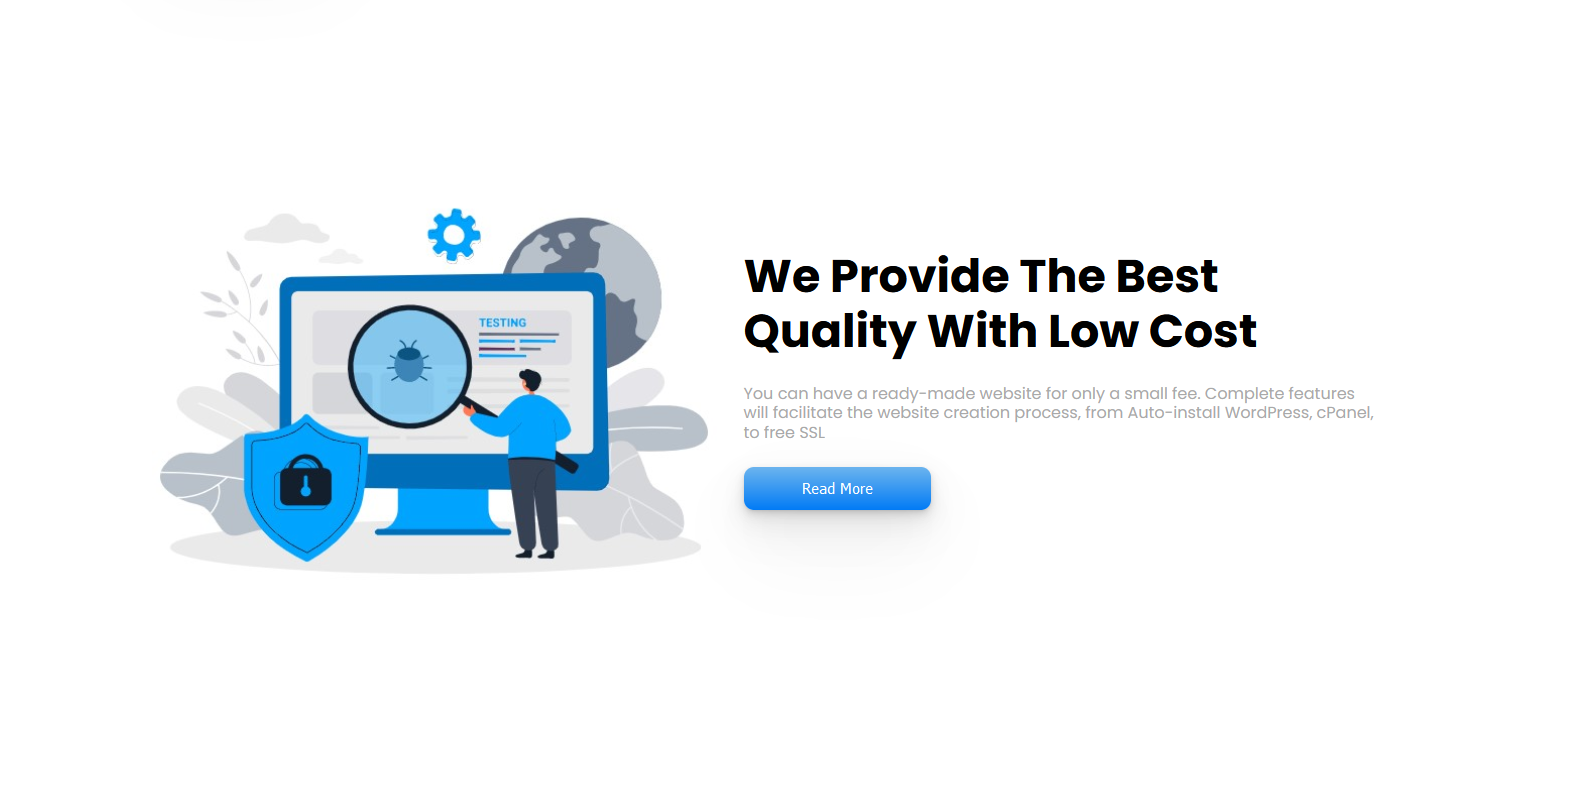 TESTING
We Provide The Best
Quality With Low Cost
You can have a ready-made website for only a small fee. Complete features
will facilitate the website creation process, from Auto-install WordPress, cPanel,
to free SSL
Read More